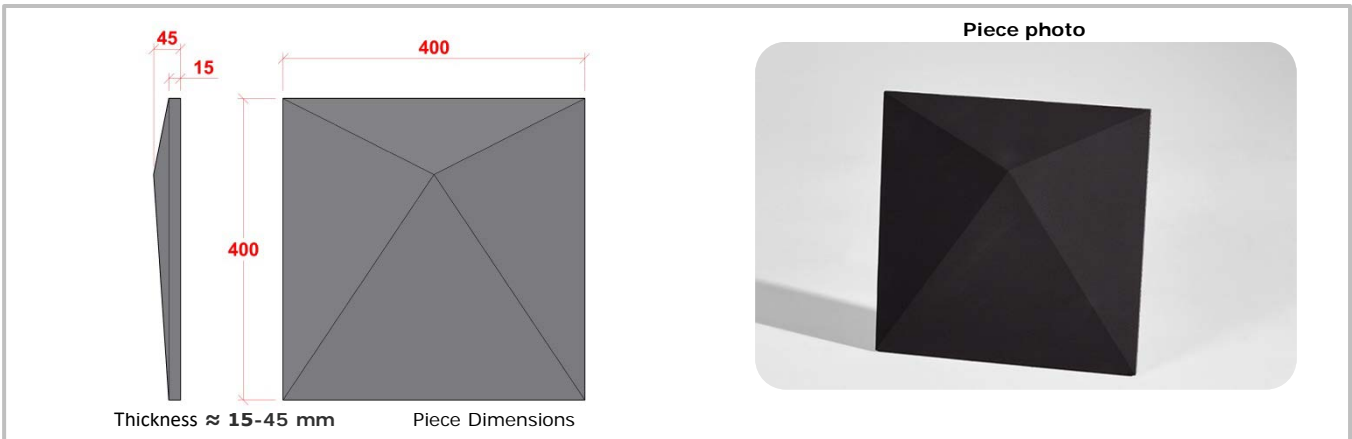 45
15
400
400
Thickness ≈ 15-45 mm
Piece Dimensions
Piece photo